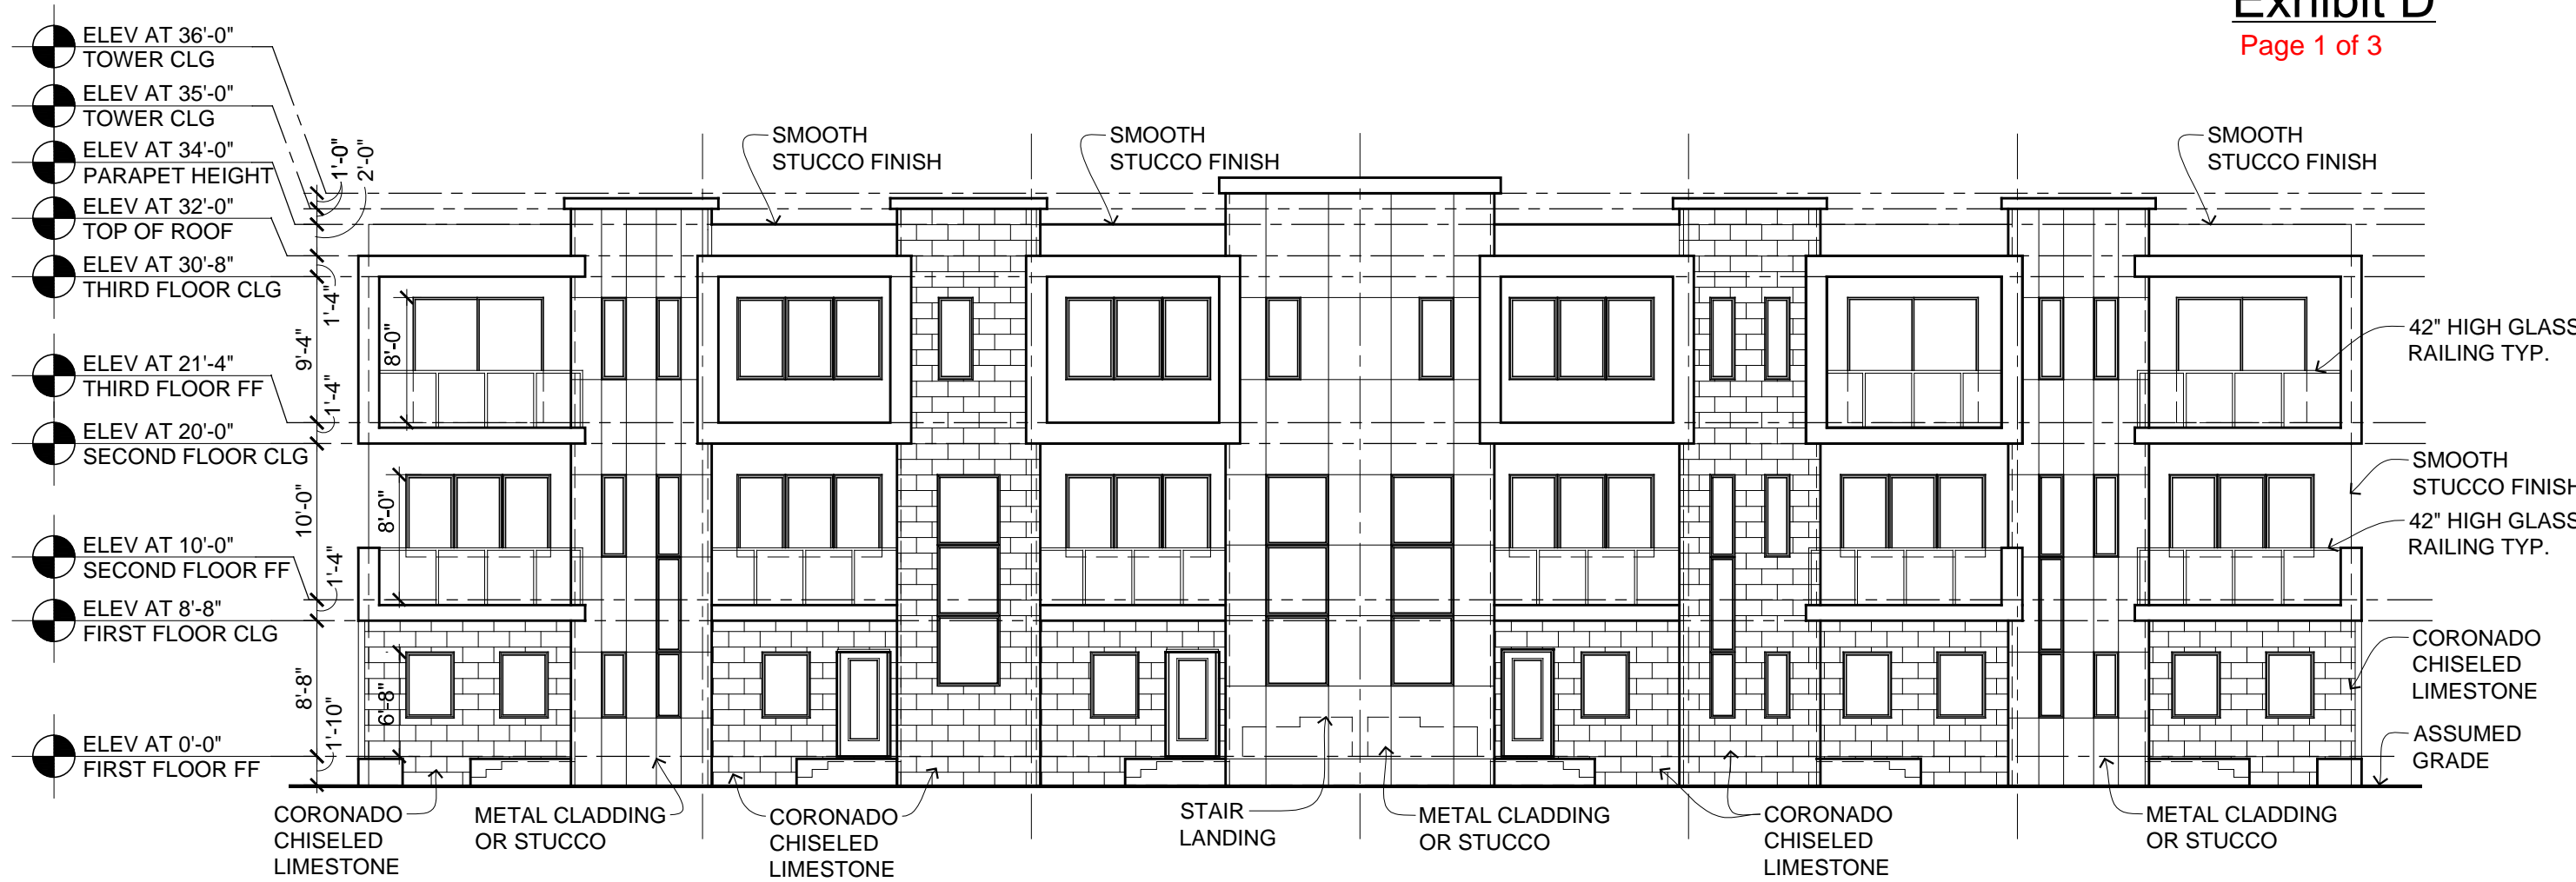 Exhibit D
Page 1 of 3
ELEV AT 36'-0"
TOWER CLG
ELEV AT 35'-0"
TOWER CLG
ELEV AT 34'-0"
PARAPET HEIGHT
ELEV AT 32'-0"
TOP OF ROOF
ELEV AT 30'-8"
THIRD FLOOR CLG
ELEV AT 21'-4"
THIRD FLOOR FF
ELEV AT 20'-0"
SECOND FLOOR CLG
ELEV AT 10'-0"
SECOND FLOOR FF
ELEV AT 8'-8"
FIRST FLOOR CLG
ELEV AT 0'-0"
FIRST FLOOR FF
1'-0"
2'-0"
1'-4"
9'-4"
8'-0"
1'-4"
10'-0"
8'-0"
1'-4"
8'-8"
6'-8"
1'-10"
SMOOTH
STUCCO FINISH
SMOOTH
STUCCO FINISH
SMOOTH
STUCCO FINISH
42" HIGH GLASS
RAILING TYP.
SMOOTH
STUCCO FINISH
42" HIGH GLASS
RAILING TYP.
CORONADO
CHISELED
LIMESTONE
ASSUMED
GRADE
CORONADO
CHISELED
LIMESTONE
METAL CLADDING
OR STUCCO
CORONADO
CHISELED
LIMESTONE
STAIR
LANDING
METAL CLADDING
OR STUCCO
CORONADO
CHISELED
LIMESTONE
METAL CLADDING
OR STUCCO